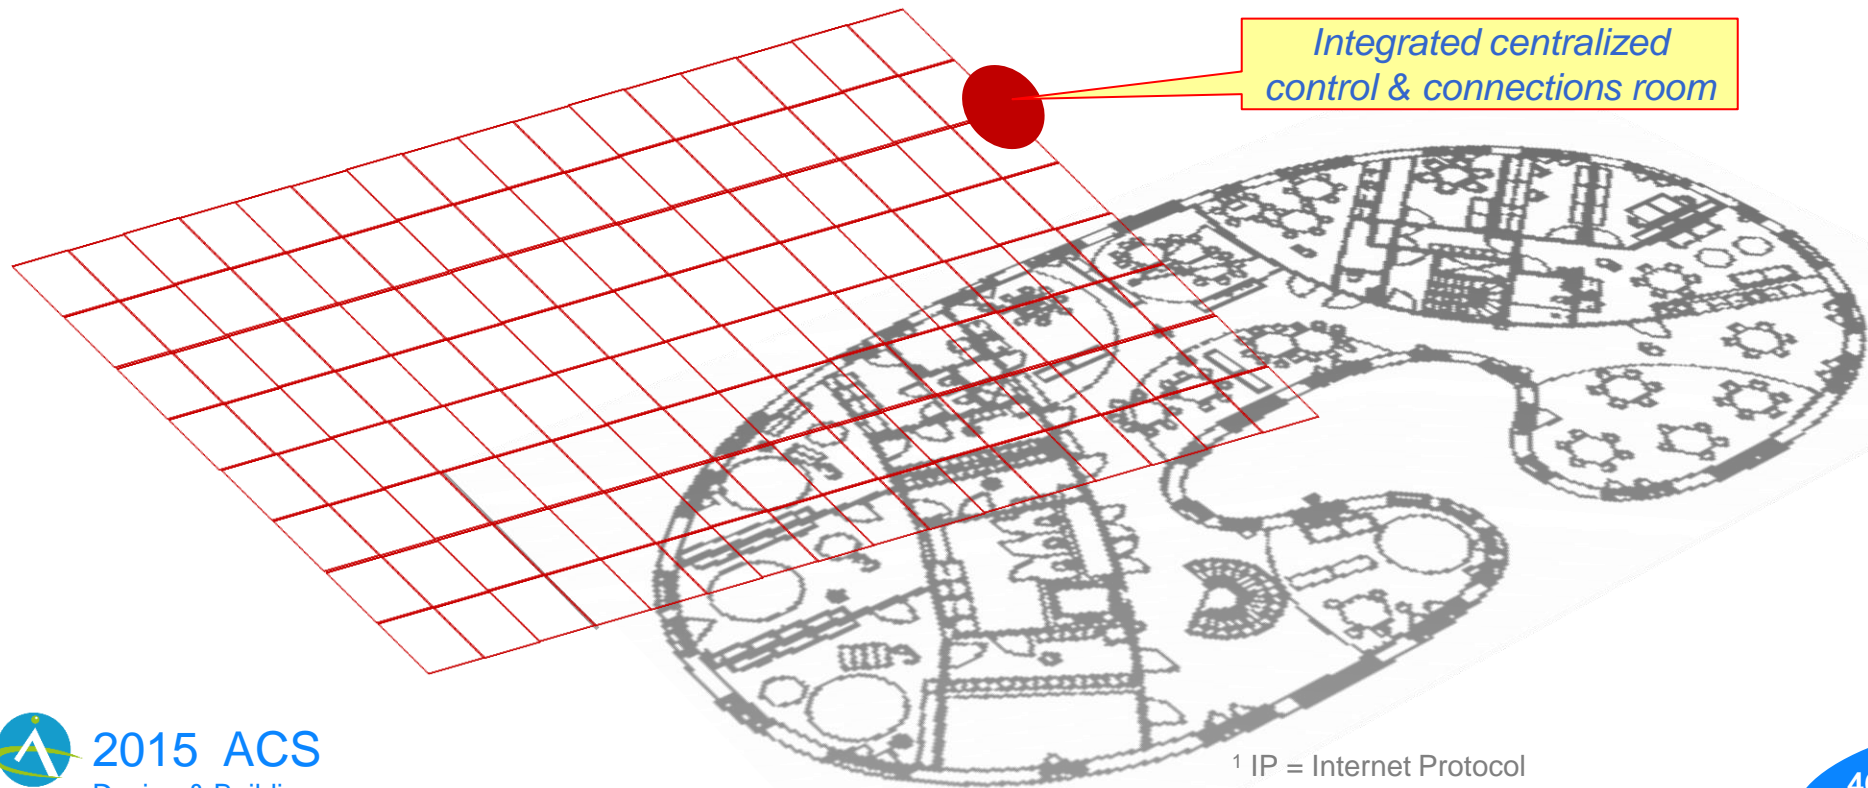 Integrated centralized
control & connections room
2015 ACS
¹ IP = Internet Protocol